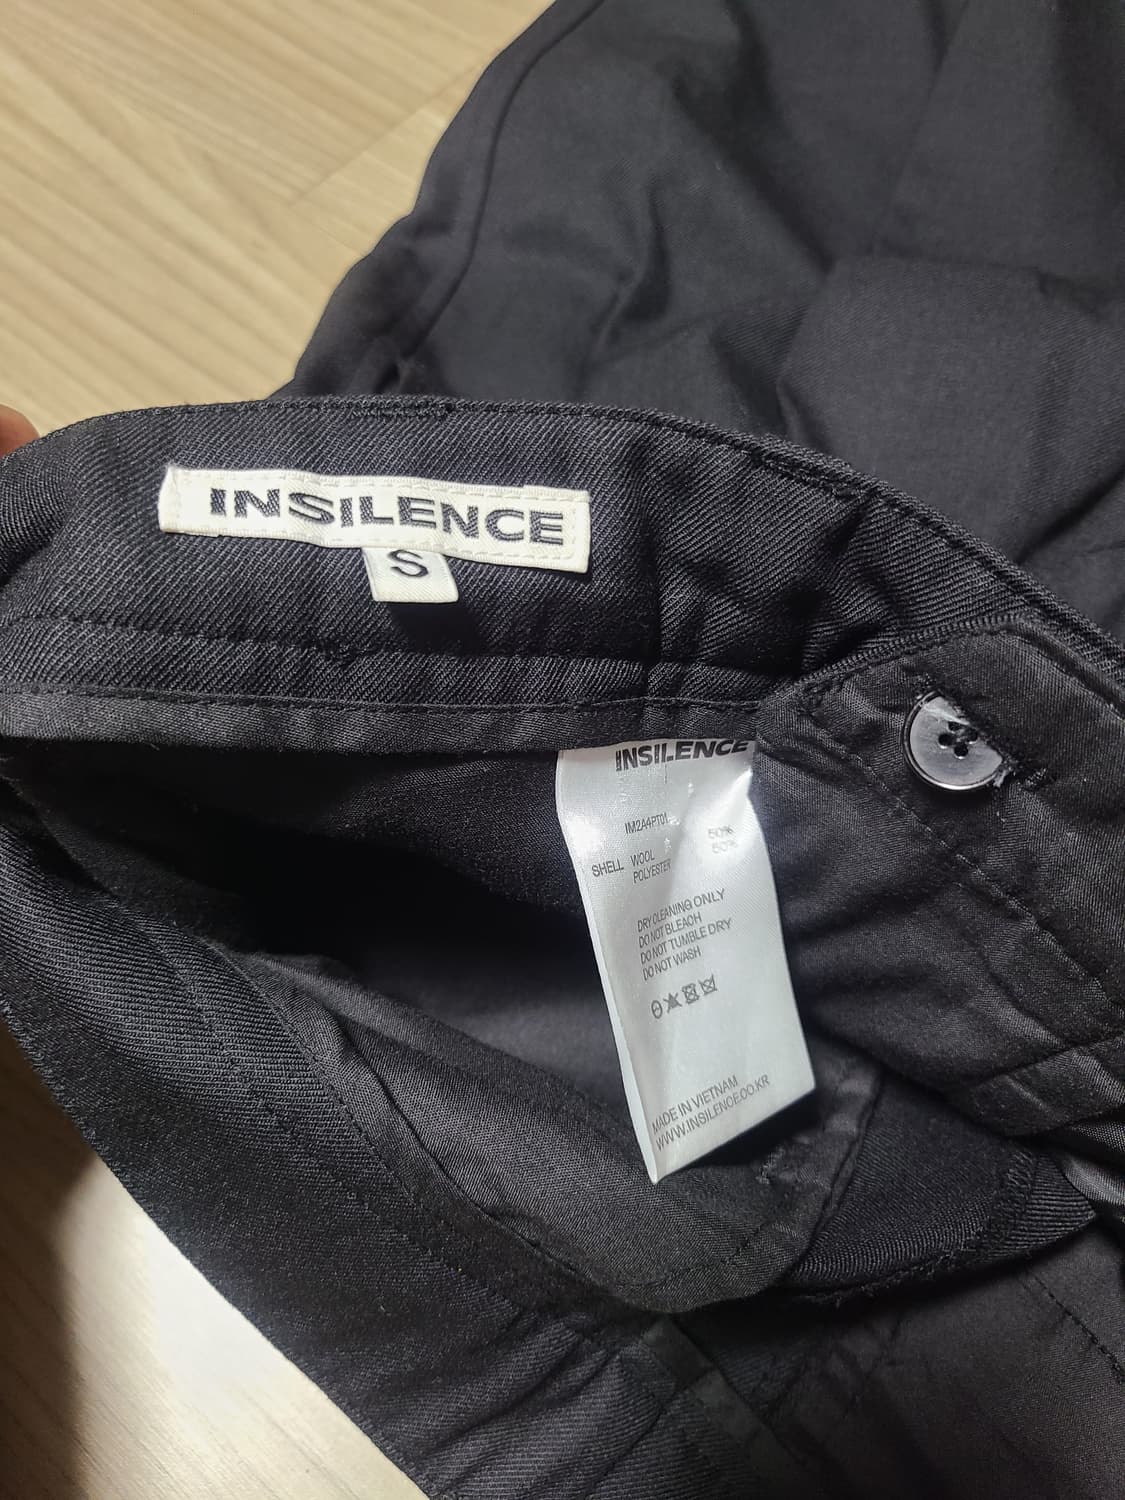 INSILENCE
S
INSILENCE
IM2A4PT01
SHELL WOOL 50%
POLYESTER 50%
DRY CLEANING ONLY
DO NOT BLEACH
DO NOT TUMBLE DRY
DO NOT WASH
MADE IN VIETNAM
WWW.INSILENCE.CO.KR